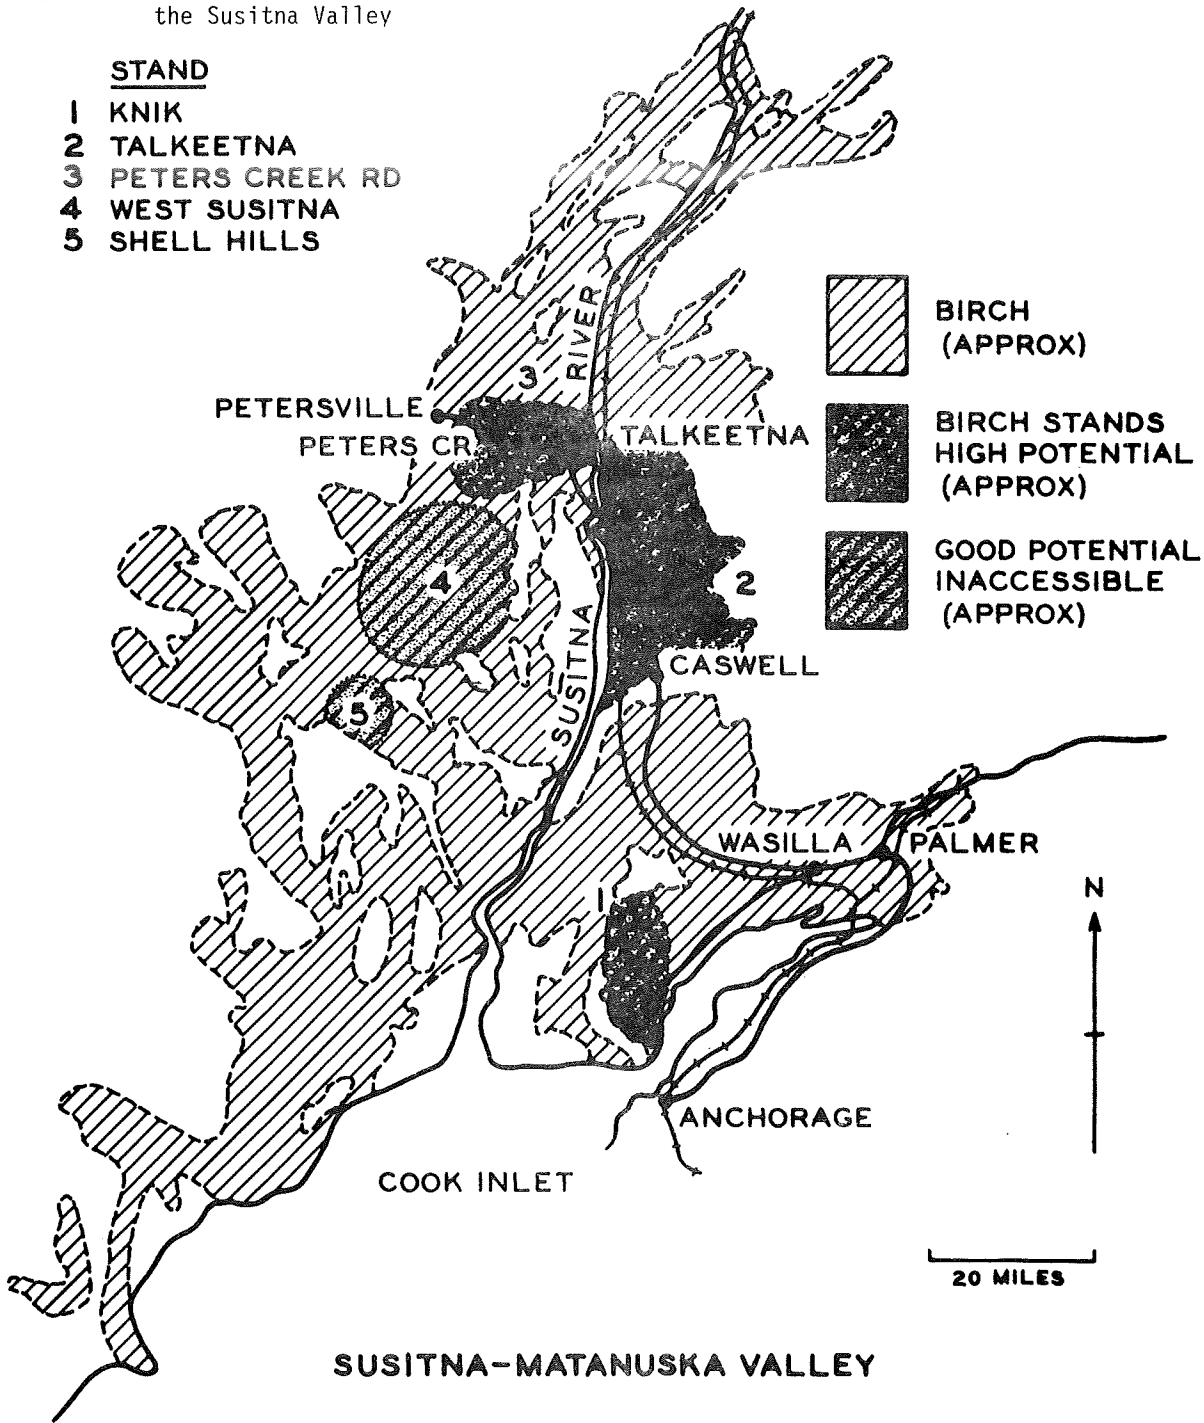 the Susitna Valley
STAND
1 KNIK
2 TALKEETNA
3 PETERS CREEK RD
4 WEST SUSITNA
5 SHELL HILLS
BIRCH
(APPROX)
BIRCH STANDS
HIGH POTENTIAL
(APPROX)
GOOD POTENTIAL
INACCESSIBLE
(APPROX)
RIVER
3
PETERSVILLE
PETERS CR.
TALKEETNA
4
2
SUSITNA
CASWELL
5
WASILLA
PALMER
1
N
ANCHORAGE
COOK INLET
20 MILES
SUSITNA-MATANUSKA VALLEY